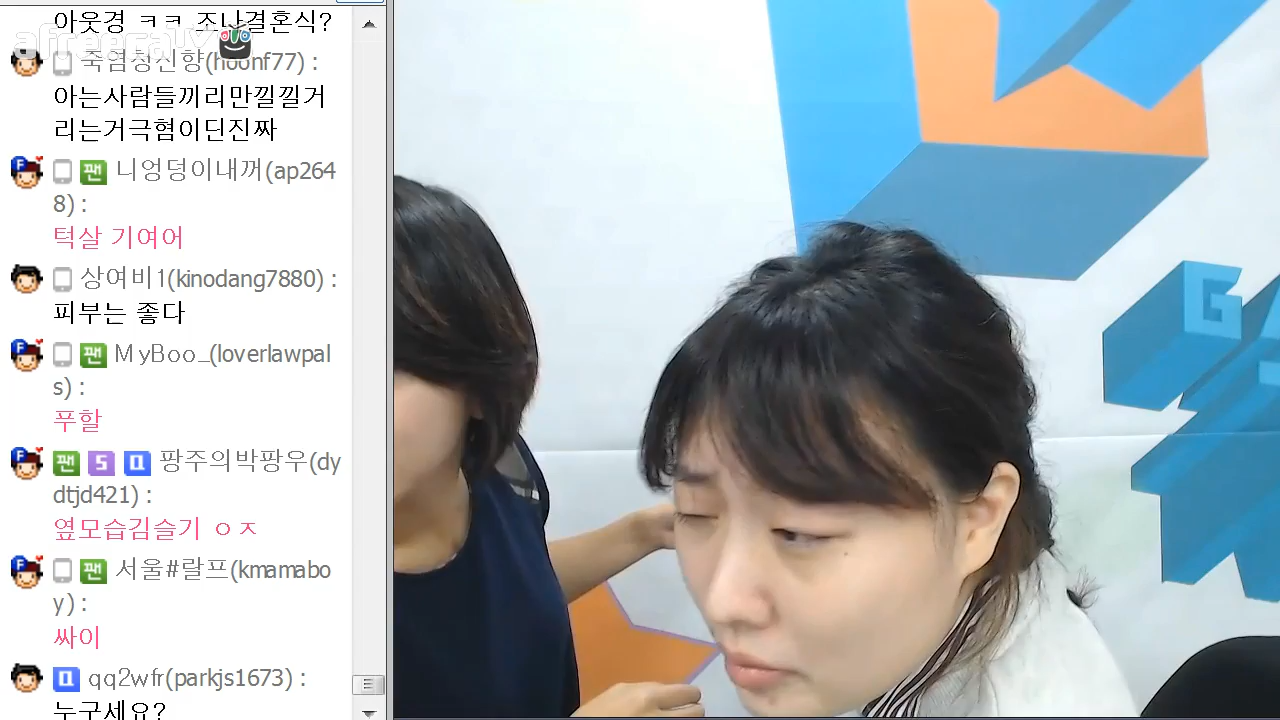 아웃겅 ㅋㅋ 조나결혼식?
afreecaTV
죽염청신향(hoonf77) :
아는사람들끼리만낄낄거
리는거극혐이딘진짜
팬 니엉덩이내꺼(ap264
8) :
턱살 기여어
상여비1(kinodang7880) :
피부는 좋다
팬 MyBoo_(loverlawpal
s) :
푸할
팬 S 팡주의박팡우(dy
dtjd421) :
옆모습김슬기 ㅇㅈ
팬 서울#랄프(kmamabo
y) :
싸이
qq2wfr(parkjs1673) :
누구세요?